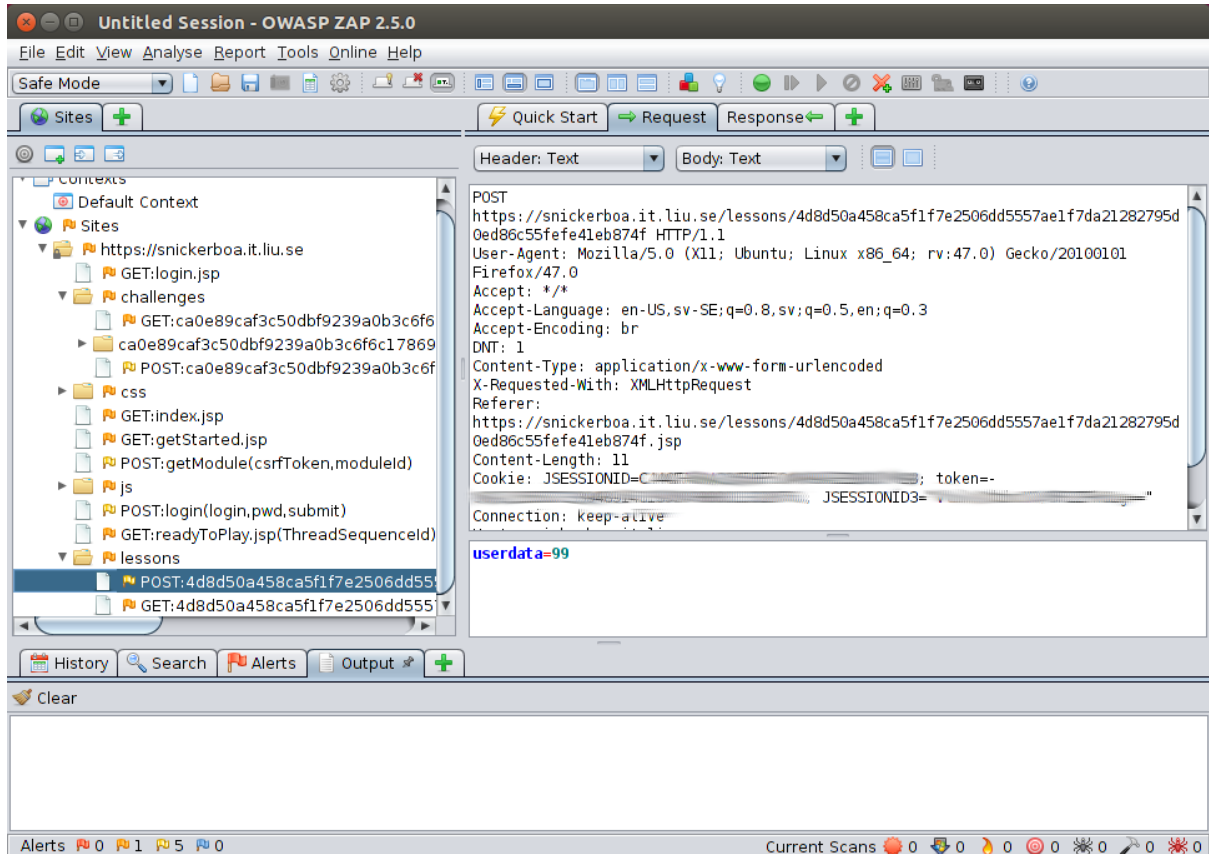 Untitled Session - OWASP ZAP 2.5.0
File Edit View Analyse Report Tools Online Help
Safe Mode
Sites
Quick Start Request Response
Header: Text Body: Text
Contexts
Default Context
Sites
https://snickerboa.it.liu.se
GET:login.jsp
challenges
GET:ca0e89caf3c50dbf9239a0b3c6f6
ca0e89caf3c50dbf9239a0b3c6f6c17869
POST:ca0e89caf3c50dbf9239a0b3c6f
css
GET:index.jsp
GET:getStarted.jsp
POST:getModule(csrfToken,moduleId)
js
POST:login(login,pwd,submit)
GET:readyToPlay.jsp(ThreadSequenceId)
lessons
POST:4d8d50a458ca5f1f7e2506dd55
GET:4d8d50a458ca5f1f7e2506dd555
POST
https://snickerboa.it.liu.se/lessons/4d8d50a458ca5f1f7e2506dd5557ae1f7da21282795d
0ed86c55fefe41eb874f HTTP/1.1
User-Agent: Mozilla/5.0 (X11; Ubuntu; Linux x86_64; rv:47.0) Gecko/20100101
Firefox/47.0
Accept: */*
Accept-Language: en-US,sv-SE;q=0.8,sv;q=0.5,en;q=0.3
Accept-Encoding: br
DNT: 1
Content-Type: application/x-www-form-urlencoded
X-Requested-With: XMLHttpRequest
Referer:
https://snickerboa.it.liu.se/lessons/4d8d50a458ca5f1f7e2506dd5557ae1f7da21282795d
0ed86c55fefe41eb874f.jsp
Content-Length: 11
Cookie: JSESSIONID=C ; token=-
; JSESSIONID3= "
Connection: keep-alive
userdata=99
History Search Alerts Output
Clear
Alerts 0 1 5 0 Current Scans 0 0 0 0 0 0 0